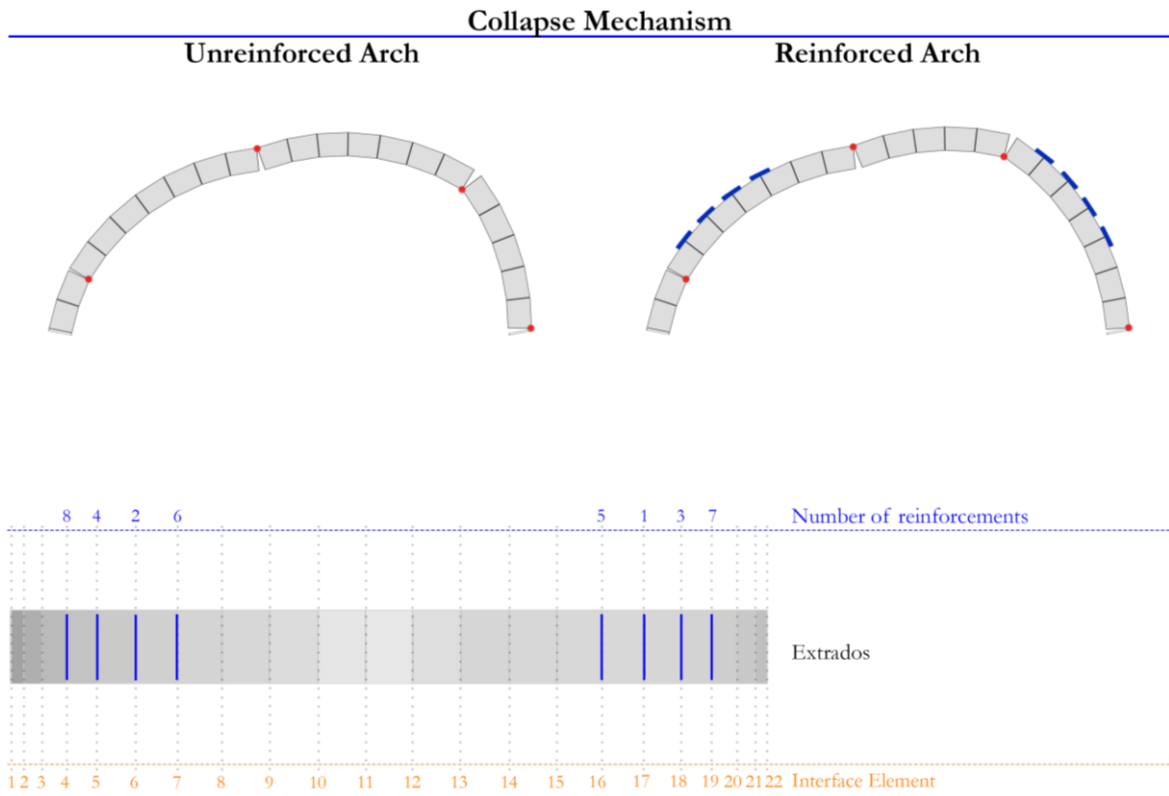 Collapse Mechanism
Unreinforced Arch
Reinforced Arch
8 4 2 6 5 1 3 7 Number of reinforcements
Extrados
1 2 3 4 5 6 7 8 9 10 11 12 13 14 15 16 17 18 19 20 21 22 Interface Element